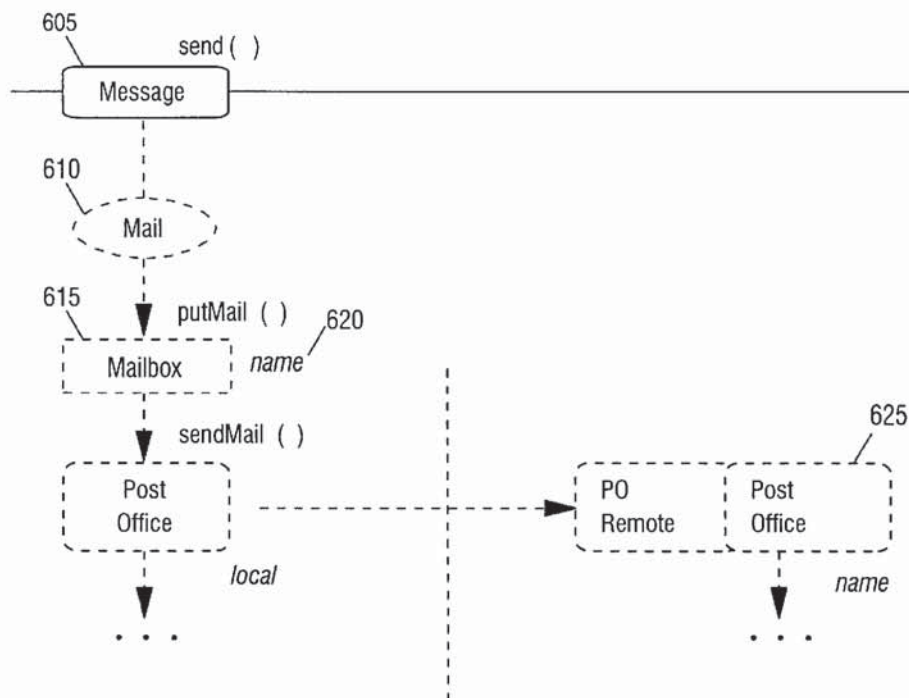 605
send ( )
Message
610
Mail
615
putMail ( )
620
Mailbox
name
sendMail ( )
625
Post
Office
PO
Remote
Post
Office
local
name
. . .
. . .